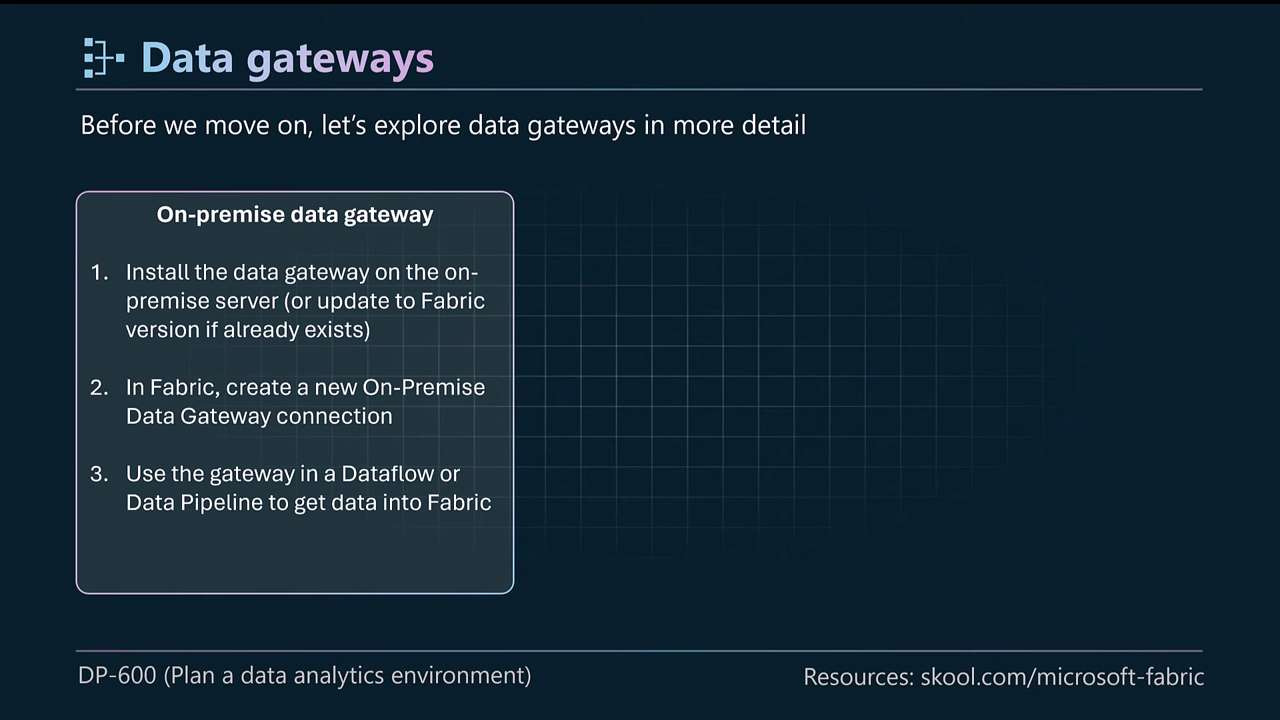 Data gateways
Before we move on, let's explore data gateways in more detail
On-premise data gateway
1. Install the data gateway on the on-
premise server (or update to Fabric
version if already exists)
2. In Fabric, create a new On-Premise
Data Gateway connection
3. Use the gateway in a Dataflow or
Data Pipeline to get data into Fabric
DP-600 (Plan a data analytics environment)
Resources: skool.com/microsoft-fabric